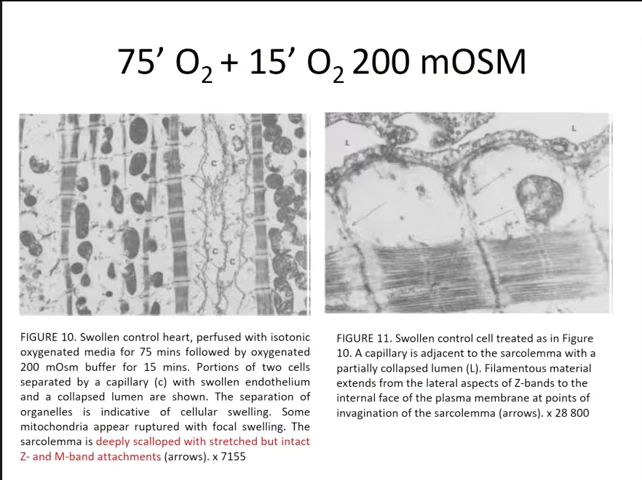 75’ O2 + 15’ O2 200 mOSM
C
C
C
C
C
L
L
FIGURE 10. Swollen control heart, perfused with isotonic
oxygenated media for 75 mins followed by oxygenated
200 mOsm buffer for 15 mins. Portions of two cells
separated by a capillary (c) with swollen endothelium
and a collapsed lumen are shown. The separation of
organelles is indicative of cellular swelling. Some
mitochondria appear ruptured with focal swelling. The
sarcolemma is deeply scalloped with stretched but intact
Z- and M-band attachments (arrows). x 7155
FIGURE 11. Swollen control cell treated as in Figure
10. A capillary is adjacent to the sarcolemma with a
partially collapsed lumen (L). Filamentous material
extends from the lateral aspects of Z-bands to the
internal face of the plasma membrane at points of
invagination of the sarcolemma (arrows). x 28 800